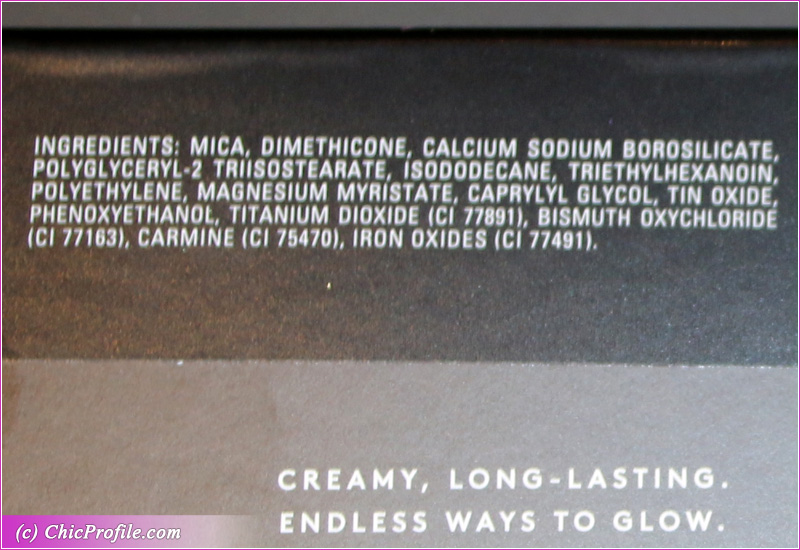 INGREDIENTS: MICA, DIMETHICONE, CALCIUM SODIUM BOROSILICATE,
POLYGLYCERYL-2 TRIISOSTEARATE, ISODODECANE, TRIETHYLHEXANOIN,
POLYETHYLENE, MAGNESIUM MYRISTATE, CAPRYLYL GLYCOL, TIN OXIDE,
PHENOXYETHANOL, TITANIUM DIOXIDE (CI 77891), BISMUTH OXYCHLORIDE
(CI 77163), CARMINE (CI 75470), IRON OXIDES (CI 77491).
CREAMY, LONG-LASTING.
ENDLESS WAYS TO GLOW.
(c) ChicProfile.com